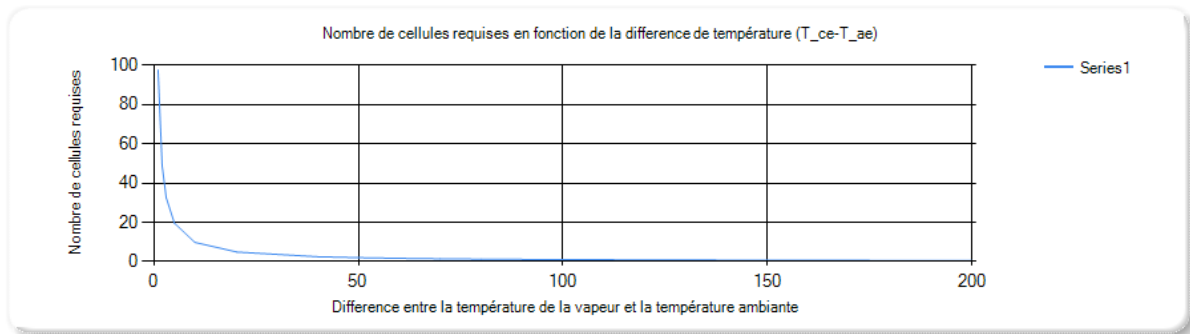 Nombre de cellules requises en fonction de la difference de température (T_ce-T_ae)
Series1
Nombre de cellules requises
100
80
60
40
20
0
0 50 100 150 200
Difference entre la température de la vapeur et la température ambiante